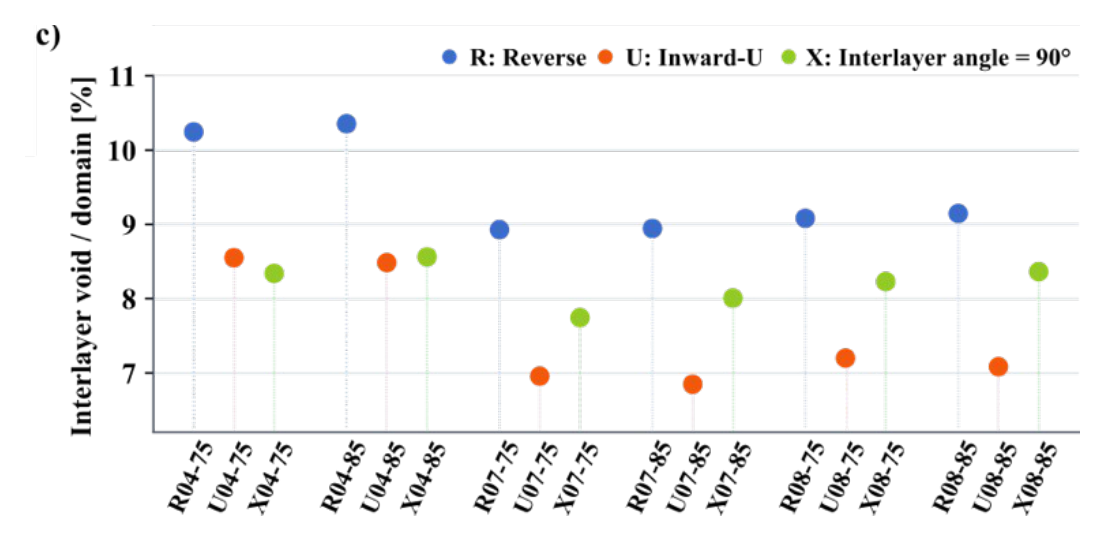 c)
R: Reverse U: Inward-U X: Interlayer angle = 90°
Interlayer void / domain [%]
11
10
9
8
7
R04-75 U04-75 X04-75 R04-85 U04-85 X04-85 R07-75 U07-75 X07-75 R07-85 U07-85 X07-85 R08-75 U08-75 X08-75 R08-85 U08-85 X08-85